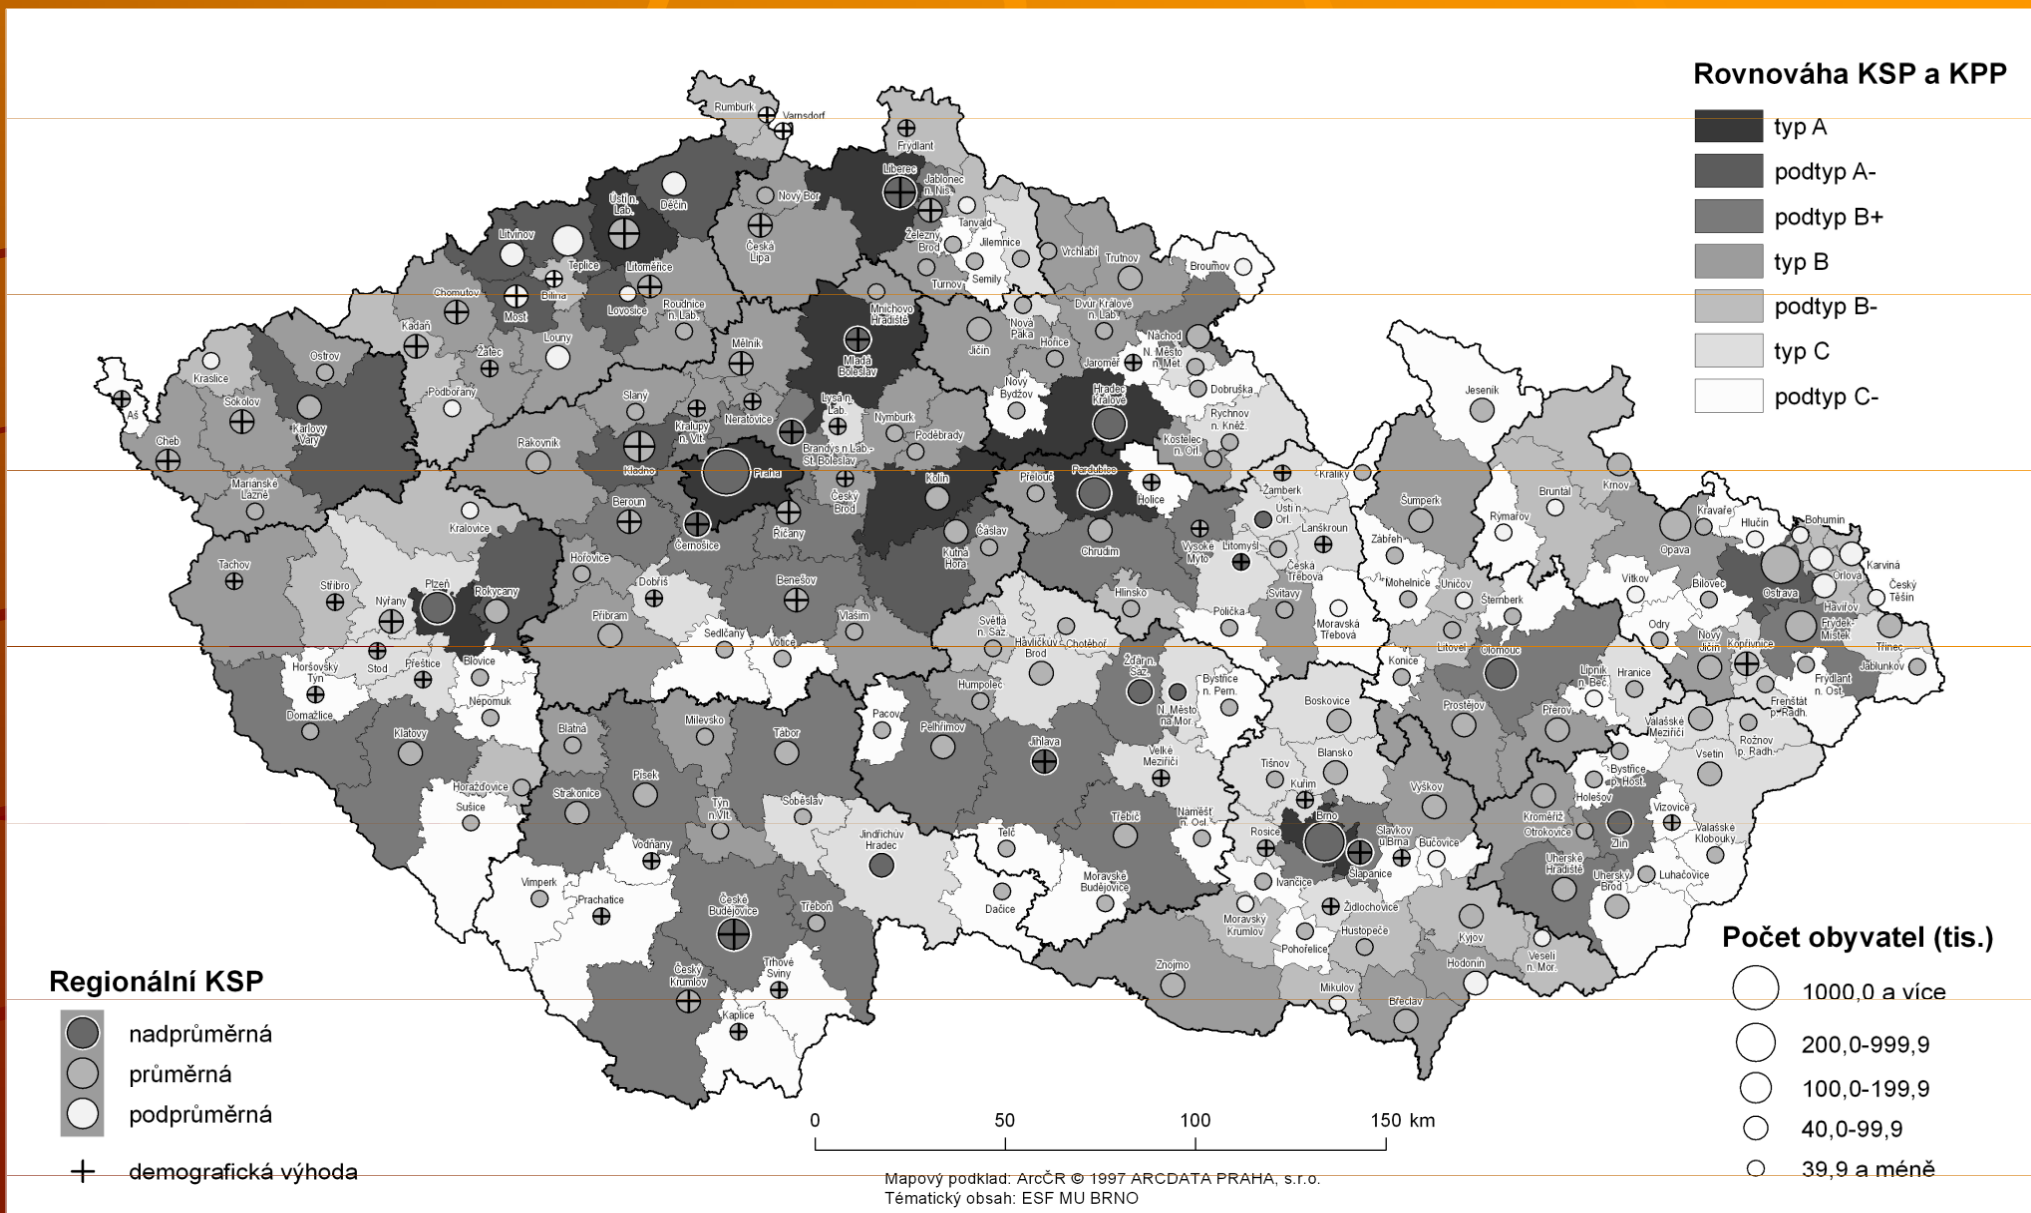 Rovnováha KSP a KPP
typ A
podtyp A-
podtyp B+
typ B
podtyp B-
typ C
podtyp C-
Rumburk
Varnsdorf
Frýdlant
Liberec
Jablonec
n. Nis.
Děčín
Ústí n.
Lab.
Nový Bor
Česká
Lípa
Železný
Brod
Tanvald
Jilemnice
Semily
Turnov
Vrchlabí
Trutnov
Broumov
Litvínov
Teplice
Bílina
Most
Litoměřice
Lovosice
Roudnice
n. Lab.
Chomutov
Kadaň
Žatec
Louny
Podbořany
Mnichovo
Hradiště
Mladá
Boleslav
Mělník
Jičín
Nová
Paka
Hořice
Dvůr Králové
n. Lab.
Jaroměř
Náchod
N. Město
n. Met.
Dobruška
Nový
Bydžov
Hradec
Králové
Rychnov
n. Kněž.
Kostelec
n. Orl.
Ostrov
Kraslice
Sokolov
Karlovy
Vary
Aš
Cheb
Mariánské
Lázně
Slaný
Kralupy
n. Vlt.
Neratovice
Lysá n.
Lab.
Nymburk
Poděbrady
Brandýs n.Lab -
St. Boleslav
Rakovník
Kladno
Praha
Český
Brod
Kolín
Beroun
Černošice
Říčany
Kutná
Hora
Čáslav
Přelouč
Pardubice
Holice
Chrudim
Vysoké
Mýto
Žamberk
Králíky
Ústí n.
Orl.
Lanškroun
Litomyšl
Česká
Třebová
Svitavy
Moravská
Třebová
Polička
Hlinsko
Jeseník
Šumperk
Zábřeh
Mohelnice
Rýmařov
Bruntál
Krnov
Opava
Kravaře
Hlučín
Bohumín
Orlová
Karviná
Český
Těšín
Havířov
Ostrava
Vítkov
Bílovec
Odry
Nový
Jičín
Kopřivnice
Frýdek-
Místek
Třinec
Jablunkov
Frýdlant
n. Ost.
Frenštát
p. Radh.
Uničov
Šternberk
Litovel
Olomouc
Konice
Prostějov
Přerov
Lipník
n. Beč.
Hranice
Valašské
Meziříčí
Rožnov
p. Radh.
Vsetín
Bystřice
p. Host.
Holešov
Kroměříž
Otrokovice
Zlín
Vizovice
Valašské
Klobouky
Luhačovice
Uherské
Hradiště
Uherský
Brod
Kralovice
Tachov
Stříbro
Plzeň
Rokycany
Nýřany
Stod
Přeštice
Blovice
Nepomuk
Horšovský
Týn
Domažlice
Klatovy
Horažďovice
Sušice
Hořovice
Dobříš
Příbram
Sedlčany
Benešov
Votice
Vlašim
Světlá
n. Sáz.
Havlíčkův
Brod
Chotěboř
Humpolec
Pacov
Pelhřimov
Jihlava
Žďár n.
Sáz.
N. Město
na Mor.
Bystřice
n. Pern.
Velké
Meziříčí
Třebíč
Náměšť
n. Osl.
Moravské
Budějovice
Telč
Dačice
Blatná
Milevsko
Tábor
Strakonice
Písek
Týn
n.Vlt.
Soběslav
Jindřichův
Hradec
Vodňany
Vimperk
Prachatice
České
Budějovice
Třeboň
Český
Krumlov
Trhové
Sviny
Kaplice
Boskovice
Blansko
Tišnov
Kuřim
Brno
Rosice
Šlapanice
Slavkov
u Brna
Bučovice
Vyškov
Ivančice
Moravský
Krumlov
Židlochovice
Pohořelice
Hustopeče
Kyjov
Veselí
n. Mor.
Hodonín
Břeclav
Mikulov
Znojmo
Regionální KSP
nadprůměrná
průměrná
podprůměrná
demografická výhoda
Počet obyvatel (tis.)
1000,0 a více
200,0-999,9
100,0-199,9
40,0-99,9
39,9 a méně
0 50 100 150 km
Mapový podklad: ArcČR © 1997 ARCDATA PRAHA, s.r.o.
Tématický obsah: ESF MU BRNO